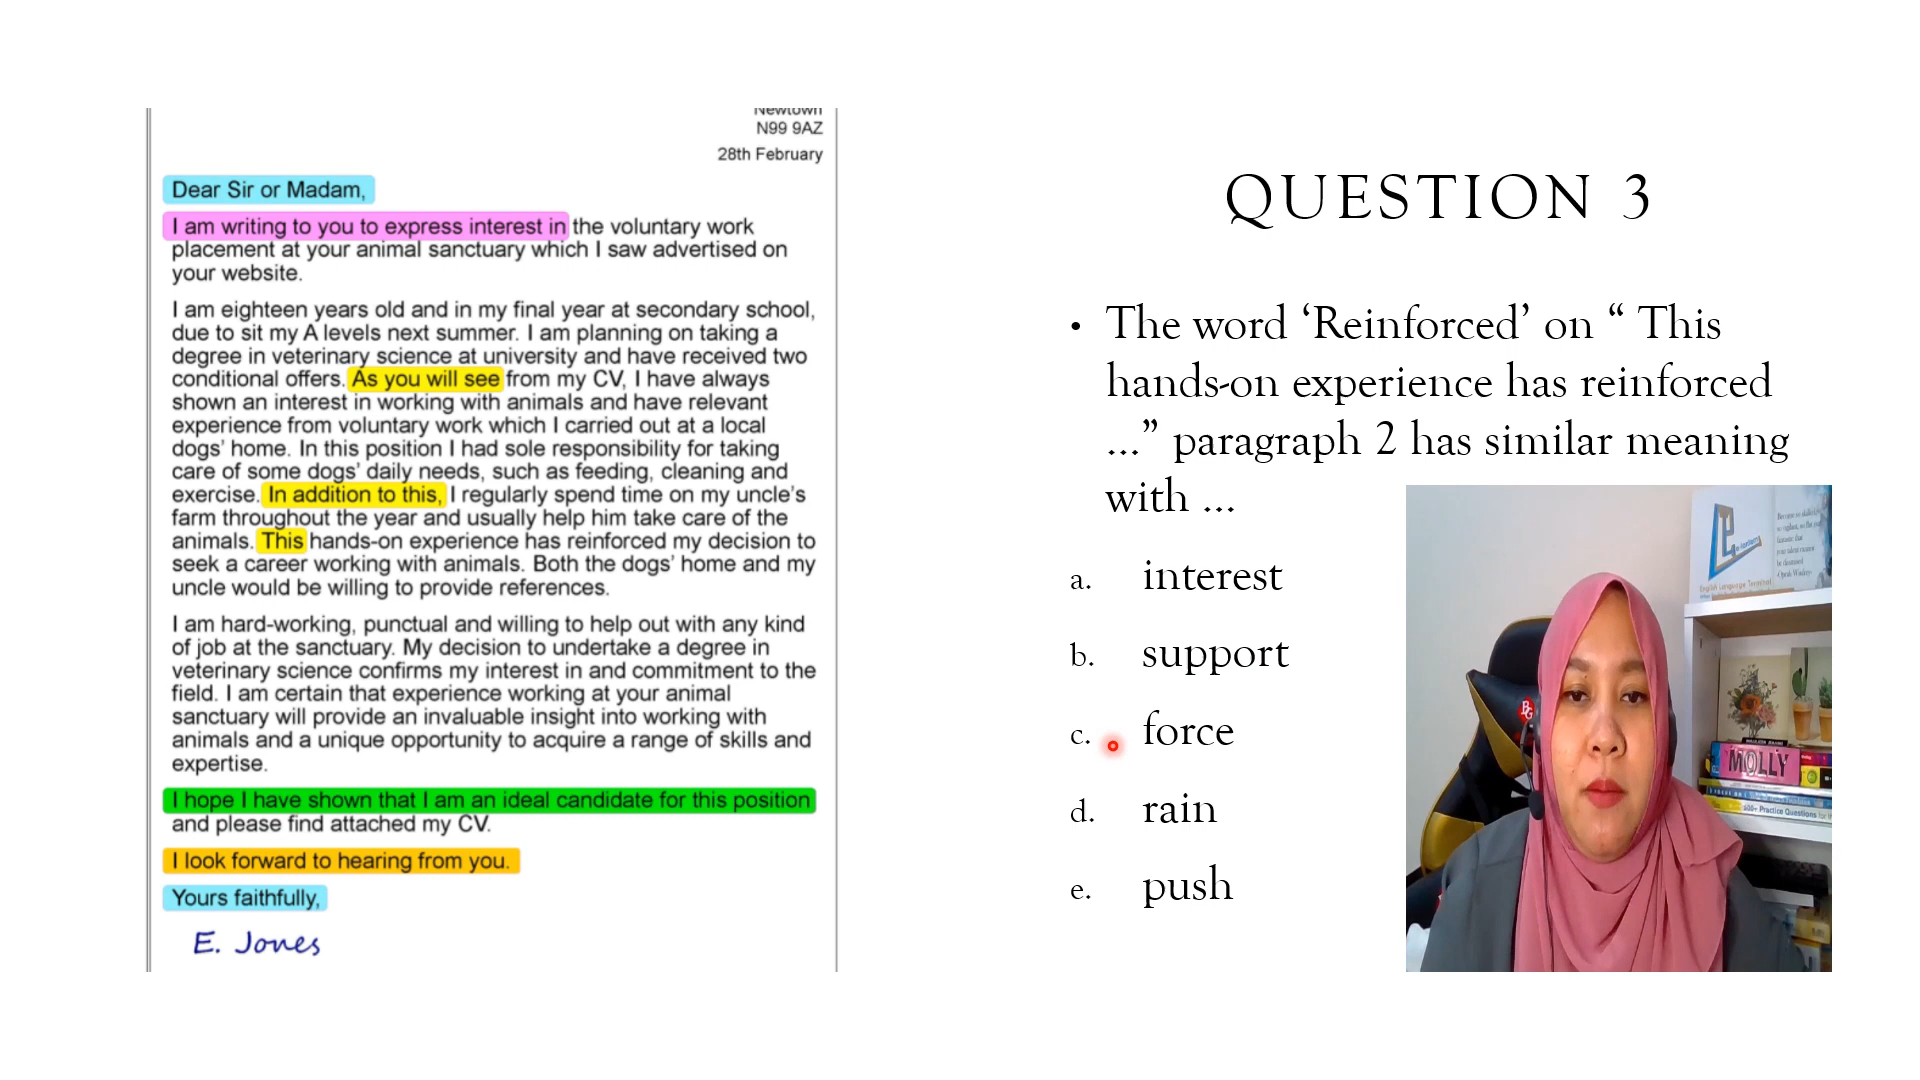 Newtown
N99 9AZ
28th February
Dear Sir or Madam,
I am writing to you to express interest in the voluntary work
placement at your animal sanctuary which I saw advertised on
your website.
I am eighteen years old and in my final year at secondary school,
due to sit my A levels next summer. I am planning on taking a
degree in veterinary science at university and have received two
conditional offers. As you will see from my CV, I have always
shown an interest in working with animals and have relevant
experience from voluntary work which I carried out at a local
dogs' home. In this position I had sole responsibility for taking
care of some dogs' daily needs, such as feeding, cleaning and
exercise. In addition to this, I regularly spend time on my uncle's
farm throughout the year and usually help him take care of the
animals. This hands-on experience has reinforced my decision to
seek a career working with animals. Both the dogs' home and my
uncle would be willing to provide references.
I am hard-working, punctual and willing to help out with any kind
of job at the sanctuary. My decision to undertake a degree in
veterinary science confirms my interest in and commitment to the
field. I am certain that experience working at your animal
sanctuary will provide an invaluable insight into working with
animals and a unique opportunity to acquire a range of skills and
expertise.
I hope I have shown that I am an ideal candidate for this position
and please find attached my CV.
I look forward to hearing from you.
Yours faithfully,
E. Jones
QUESTION 3
• The word ‘Reinforced’ on “ This
hands-on experience has reinforced
…” paragraph 2 has similar meaning
with …
a. interest
b. support
c. force
d. rain
e. push
English Language Terminal
MOLLY
600+ Practice Questions